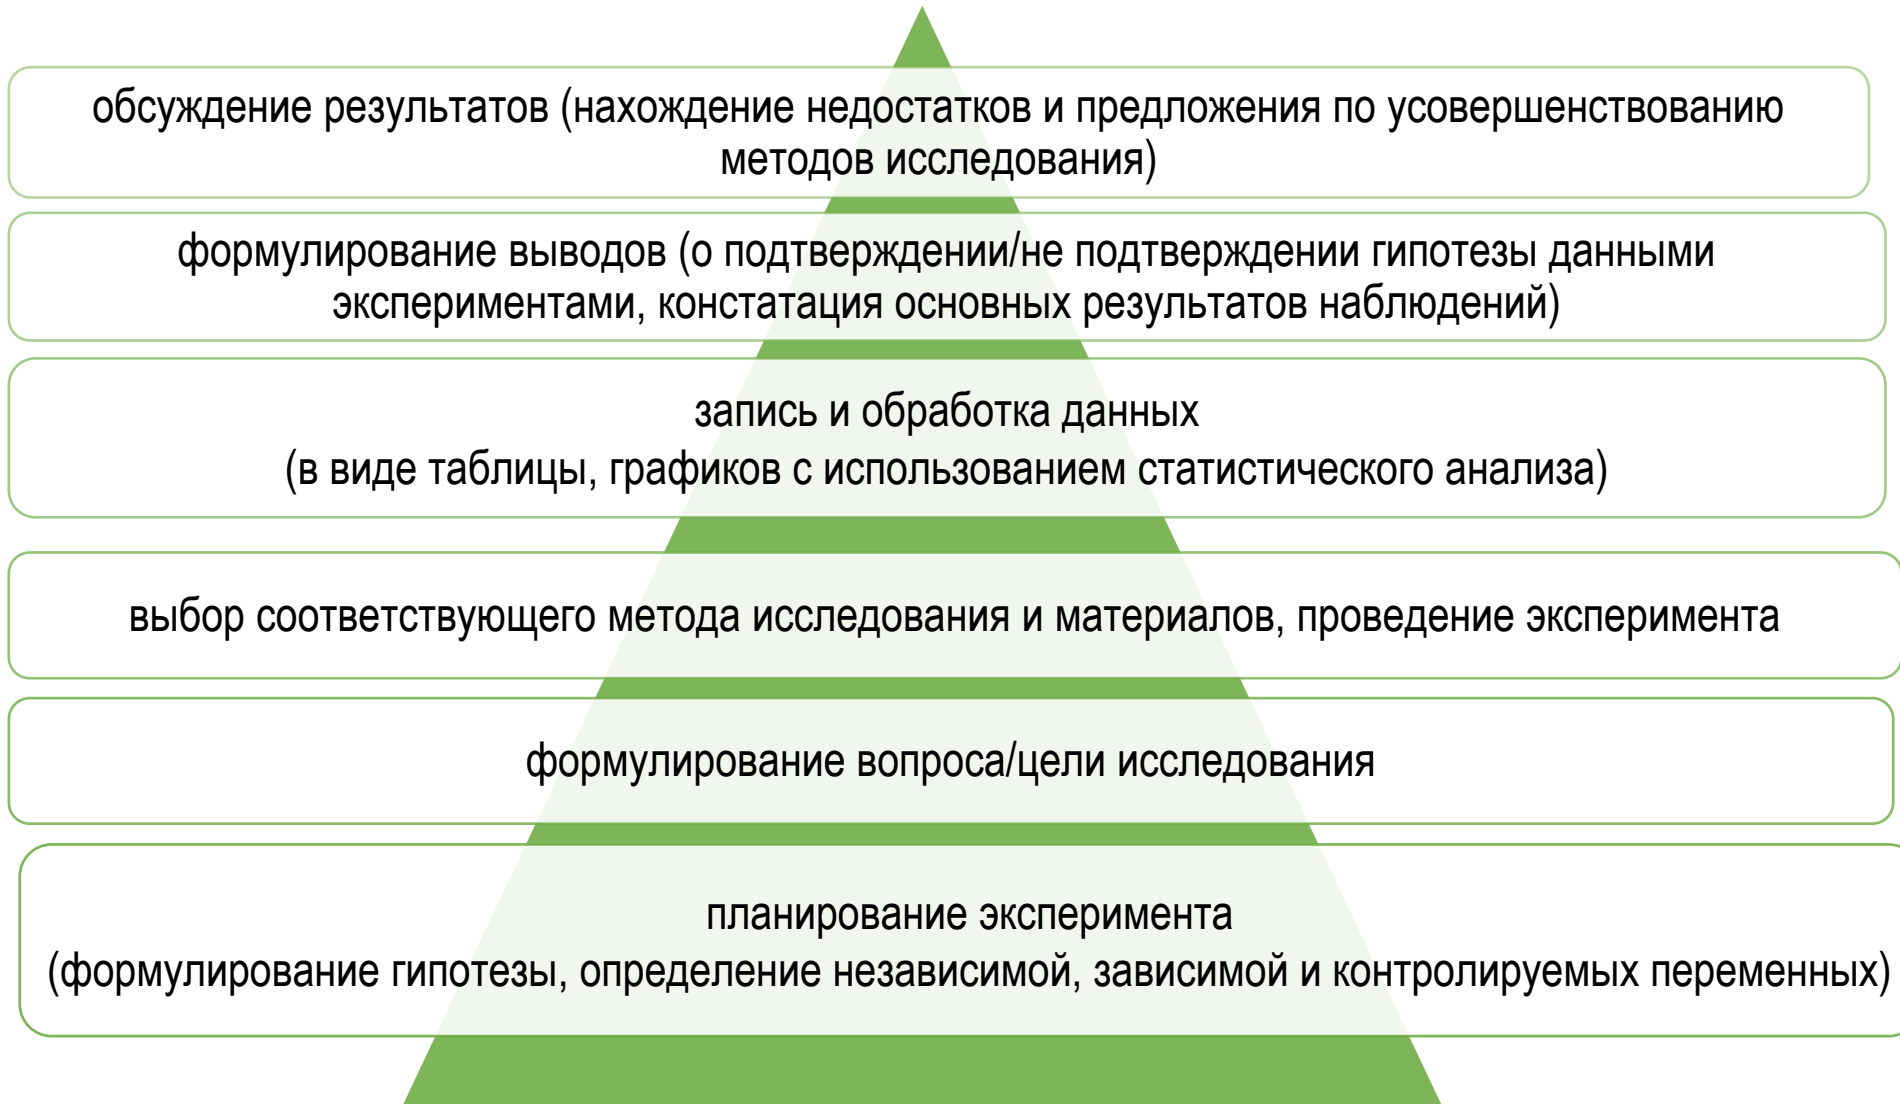 обсуждение результатов (нахождение недостатков и предложения по усовершенствованию
методов исследования)
формулирование выводов (о подтверждении/не подтверждении гипотезы данными
экспериментами, констатация основных результатов наблюдений)
запись и обработка данных
(в виде таблицы, графиков с использованием статистического анализа)
выбор соответствующего метода исследования и материалов, проведение эксперимента
формулирование вопроса/цели исследования
планирование эксперимента
(формулирование гипотезы, определение независимой, зависимой и контролируемых переменных)